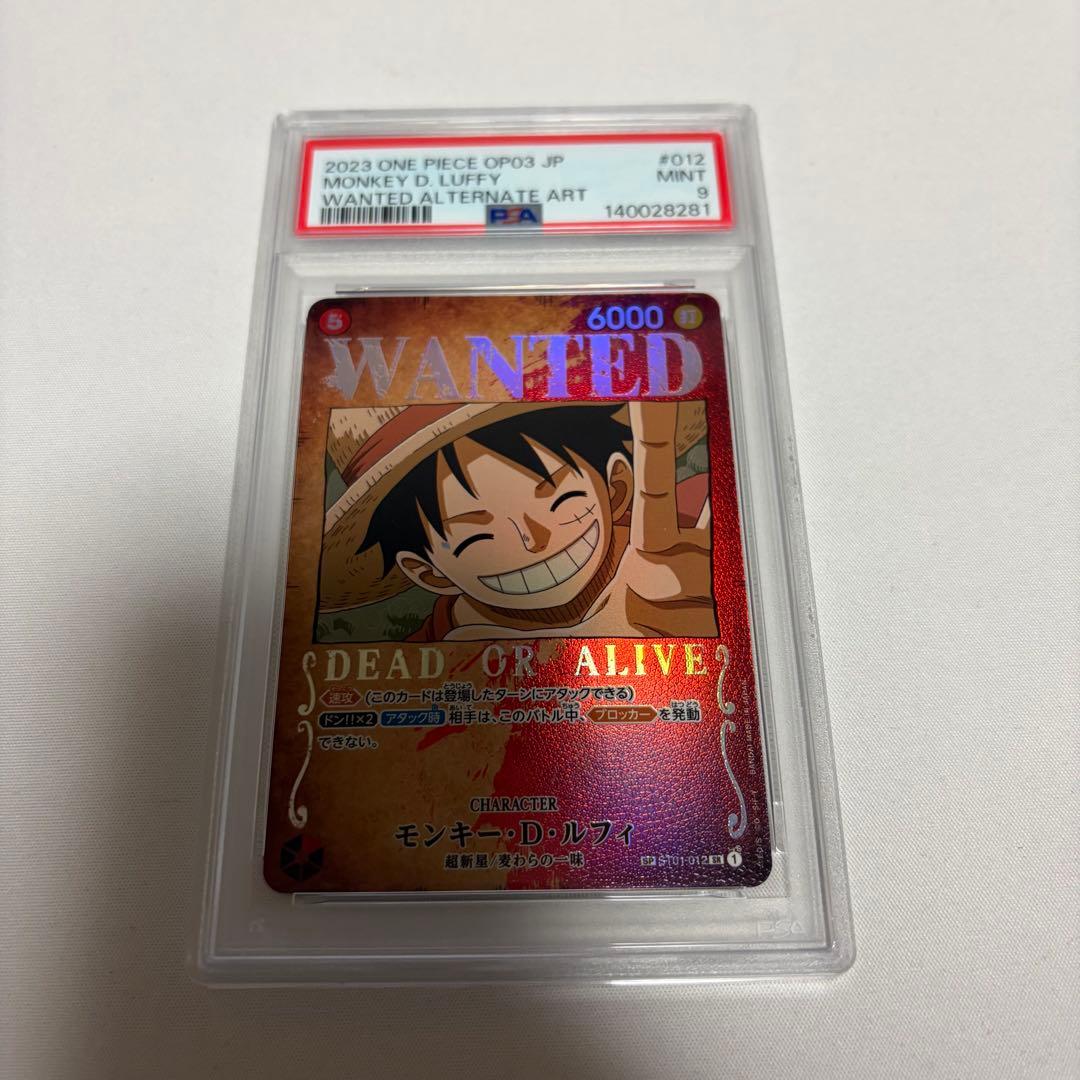 2023 ONE PIECE OP03 JP #012
MONKEY D. LUFFY MINT
WANTED ALTERNATE ART 9
PSA 140028281
5 6000 打
WANTED
DEAD OR ALIVE
速攻 (このカードは登場したターンにアタックできる)
ドン!!×2 アタック時 相手は、このバトル中、ブロッカーを発動
できない。
CHARACTER
モンキー・D・ルフィ
超新星/麦わらの一味
SP ST01-012 SR 1
PSA